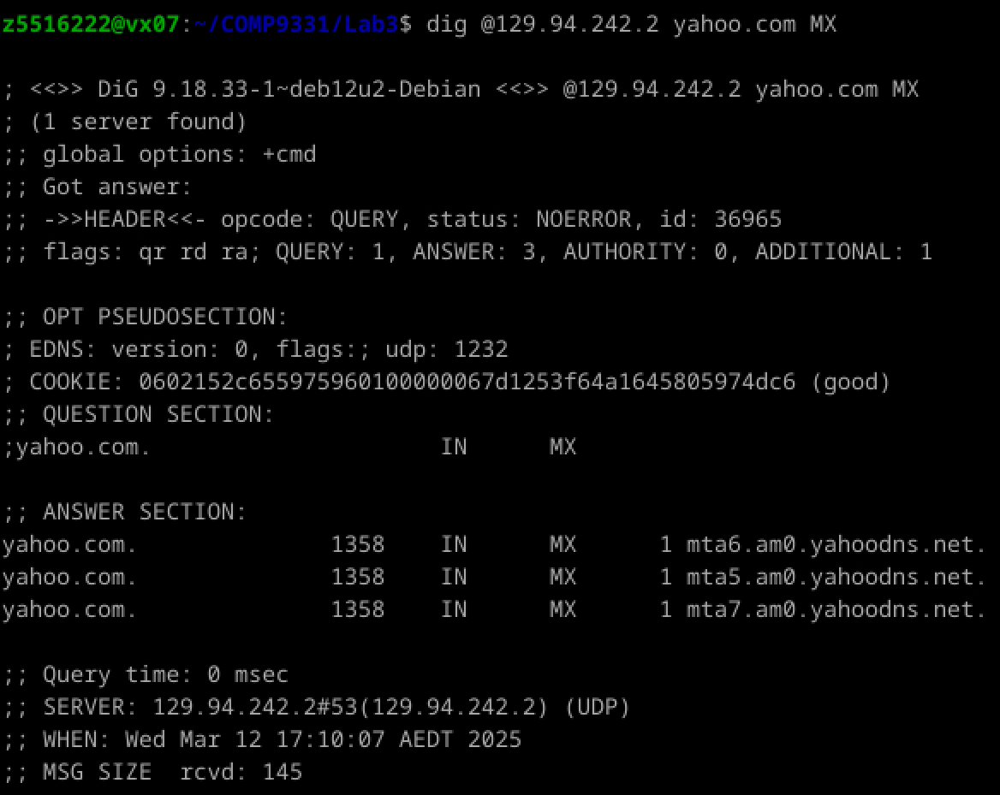 z5516222@vx07:~/COMP9331/Lab3$ dig @129.94.242.2 yahoo.com MX
; <<>> DiG 9.18.33-1~deb12u2-Debian <<>> @129.94.242.2 yahoo.com MX
; (1 server found)
;; global options: +cmd
;; Got answer:
;; ->>HEADER<<- opcode: QUERY, status: NOERROR, id: 36965
;; flags: qr rd ra; QUERY: 1, ANSWER: 3, AUTHORITY: 0, ADDITIONAL: 1
;; OPT PSEUDOSECTION:
; EDNS: version: 0, flags:; udp: 1232
; COOKIE: 0602152c655975960100000067d1253f64a1645805974dc6 (good)
;; QUESTION SECTION:
;yahoo.com. IN MX
;; ANSWER SECTION:
yahoo.com. 1358 IN MX 1 mta6.am0.yahoodns.net.
yahoo.com. 1358 IN MX 1 mta5.am0.yahoodns.net.
yahoo.com. 1358 IN MX 1 mta7.am0.yahoodns.net.
;; Query time: 0 msec
;; SERVER: 129.94.242.2#53(129.94.242.2) (UDP)
;; WHEN: Wed Mar 12 17:10:07 AEDT 2025
;; MSG SIZE rcvd: 145